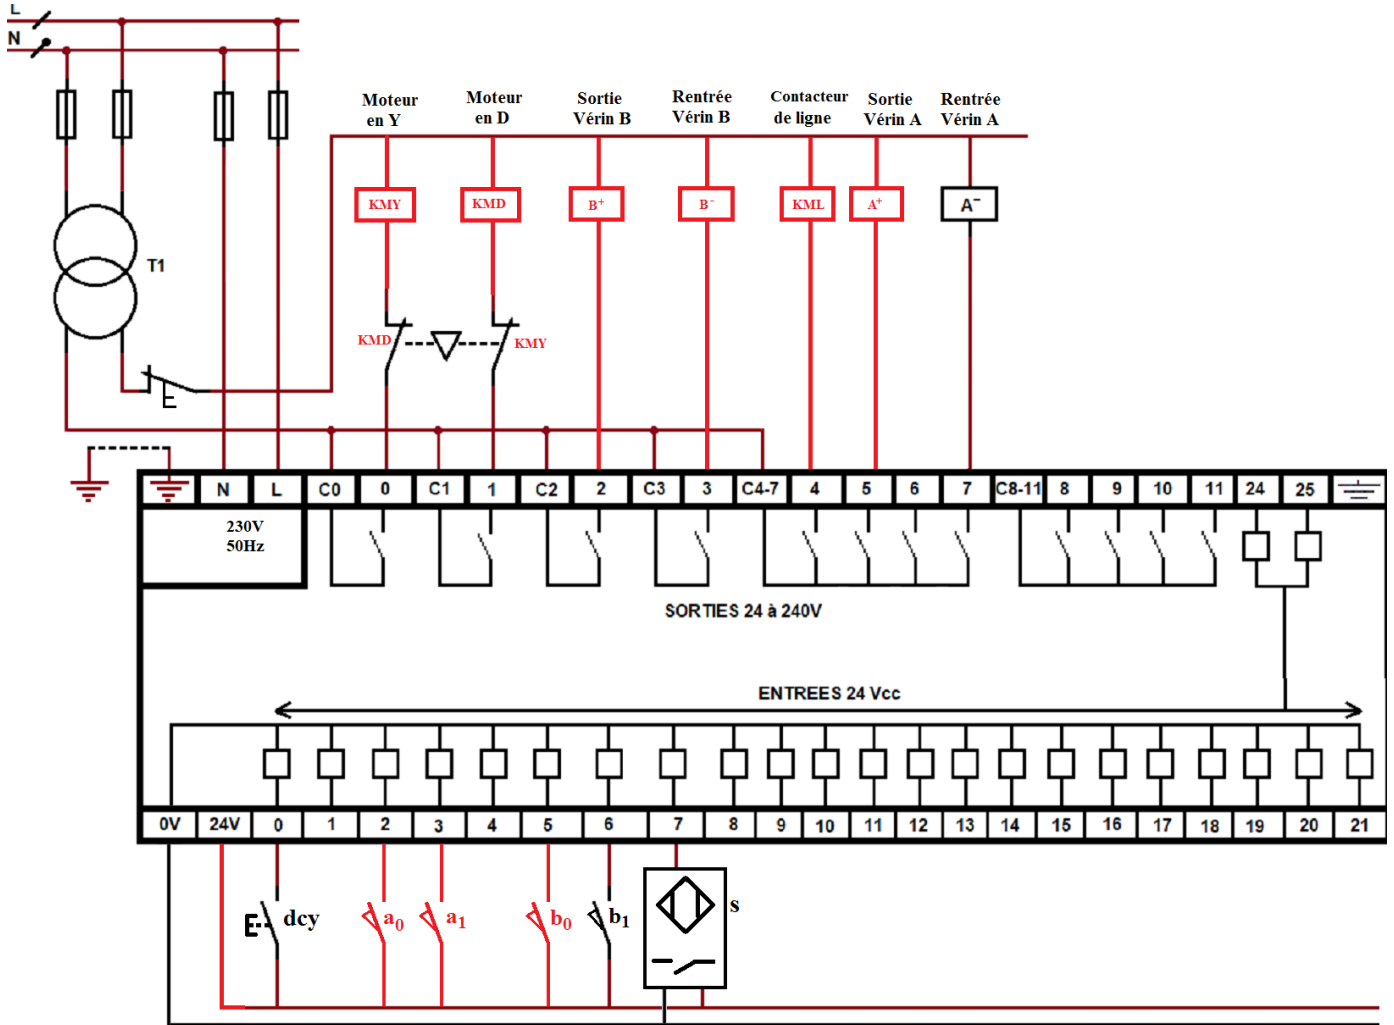 L
N
Moteur en Y
Moteur en D
Sortie Vérin B
Rentrée Vérin B
Contacteur de ligne
Sortie Vérin A
Rentrée Vérin A
KMY KMD B+ B- KML A+ A−
T1
KMD KMY
E
N L C0 0 C1 1 C2 2 C3 3 C4-7 4 5 6 7 C8-11 8 9 10 11 24 25
230V
50Hz
SORTIES 24 à 240V
ENTREES 24 Vcc
0V 24V 0 1 2 3 4 5 6 7 8 9 10 11 12 13 14 15 16 17 18 19 20 21
dcy a0 a1 b0 b1 s